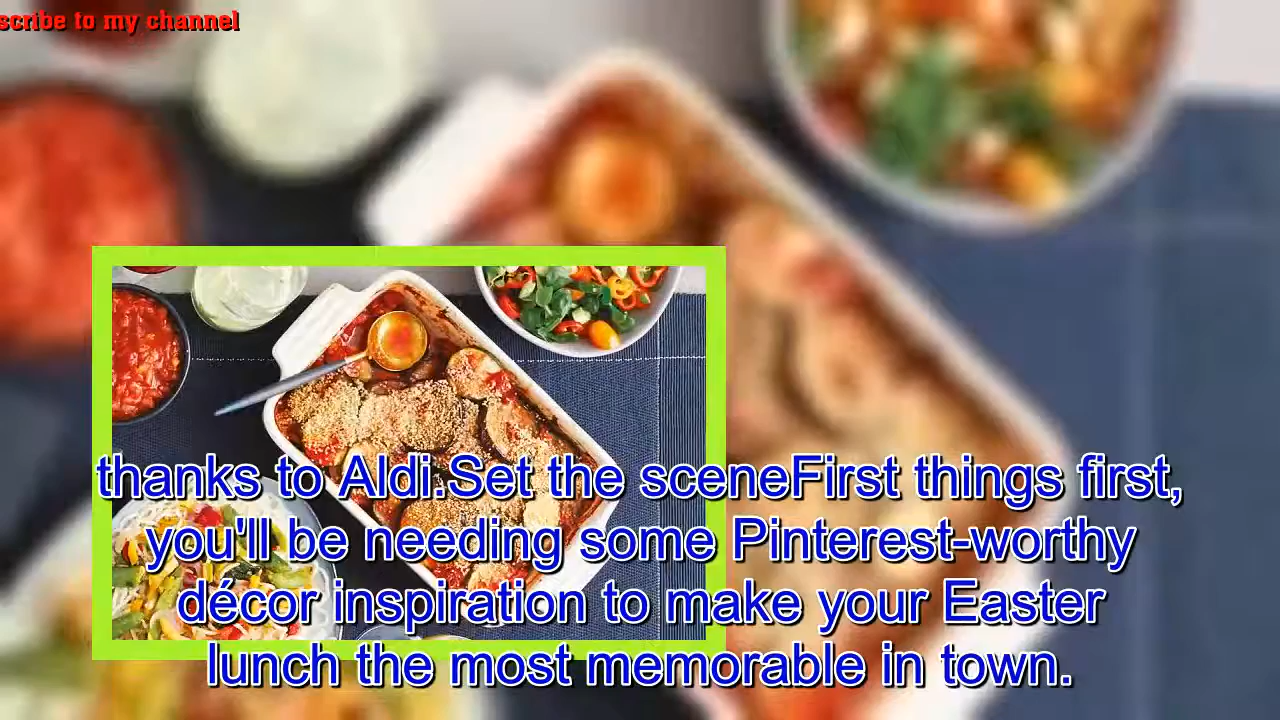 scribe to my channel
thanks to Aldi.Set the sceneFirst things first,
you'll be needing some Pinterest-worthy
décor inspiration to make your Easter
lunch the most memorable in town.